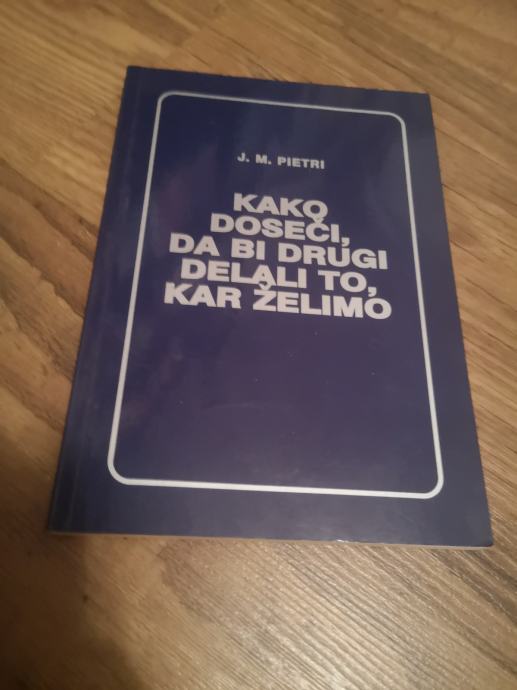 J. M. PIETRI
KAKO
DOSEČI,
DA BI DRUGI
DELALI TO,
KAR ŽELIMO